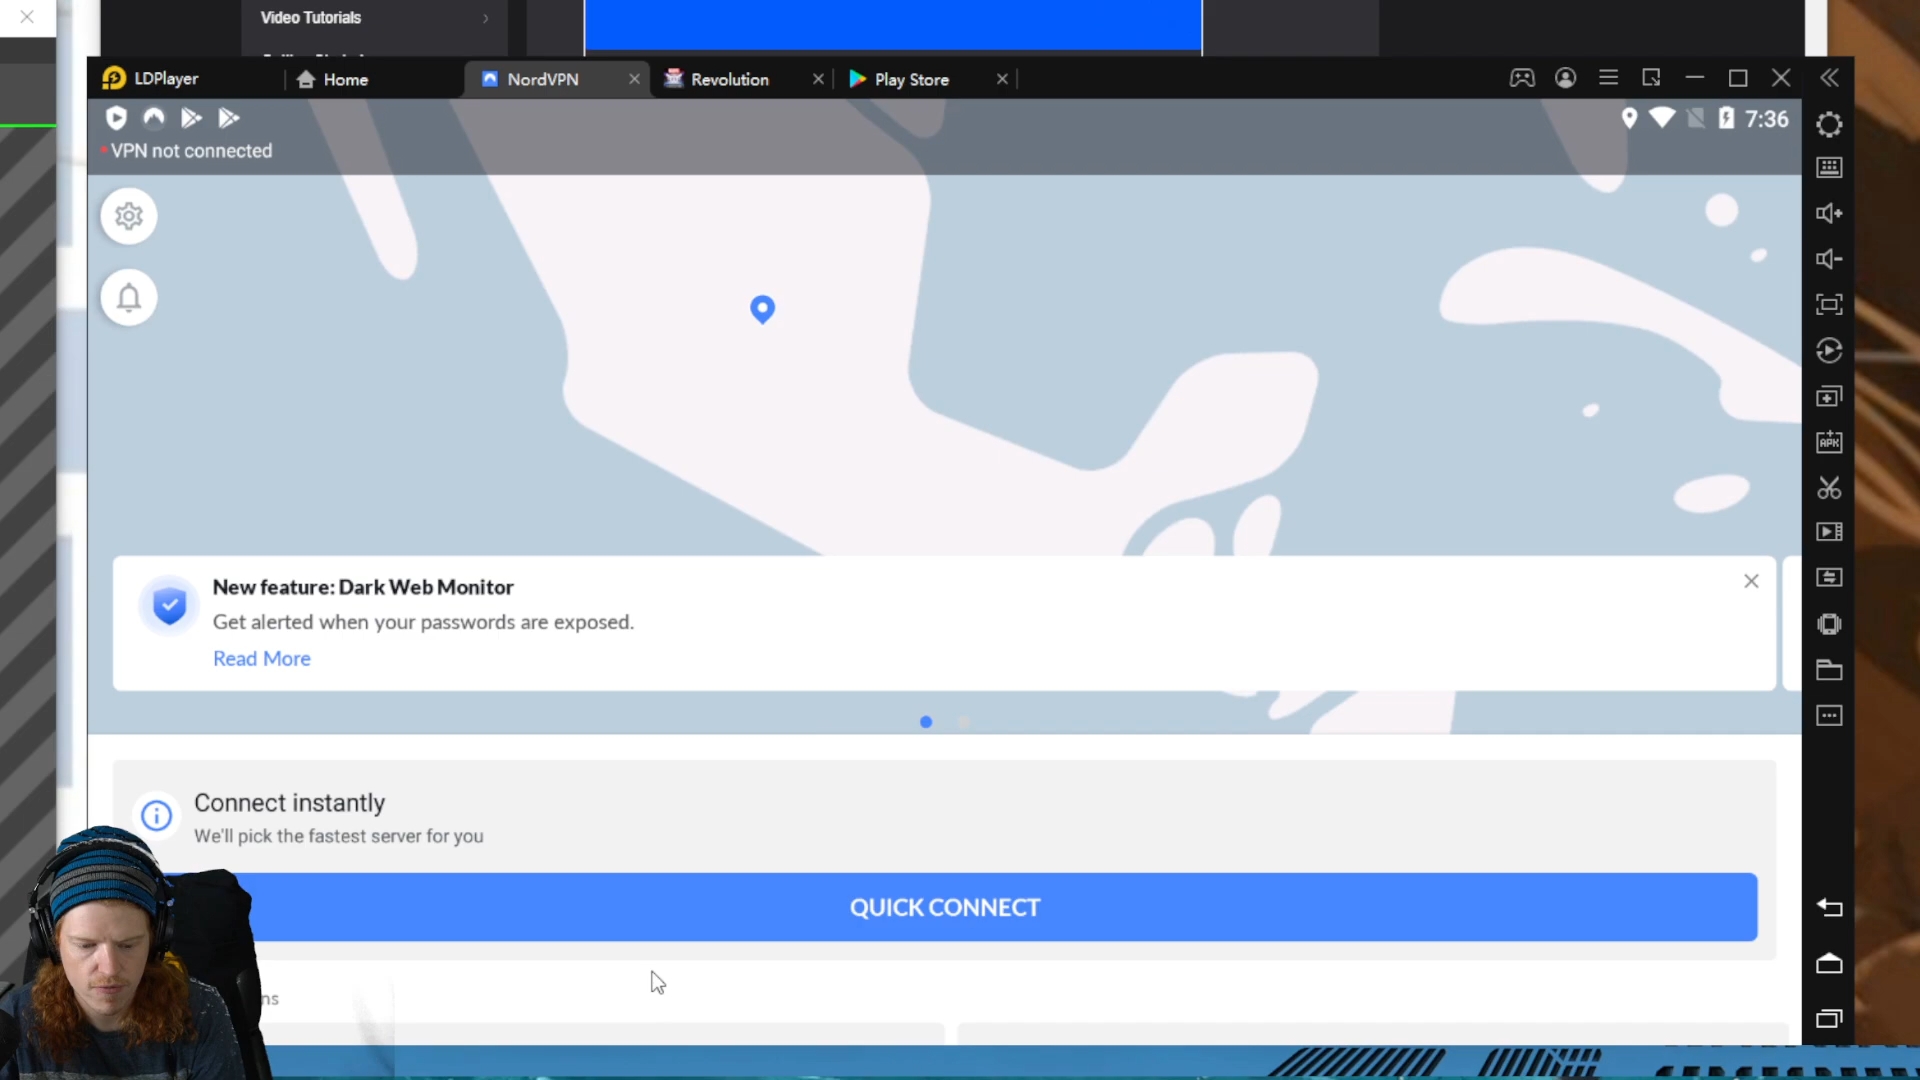 Video Tutorials
LDPlayer
Home
NordVPN
Revolution
Play Store
7:36
VPN not connected
New feature: Dark Web Monitor
Get alerted when your passwords are exposed.
Read More
Connect instantly
We'll pick the fastest server for you
QUICK CONNECT
APK